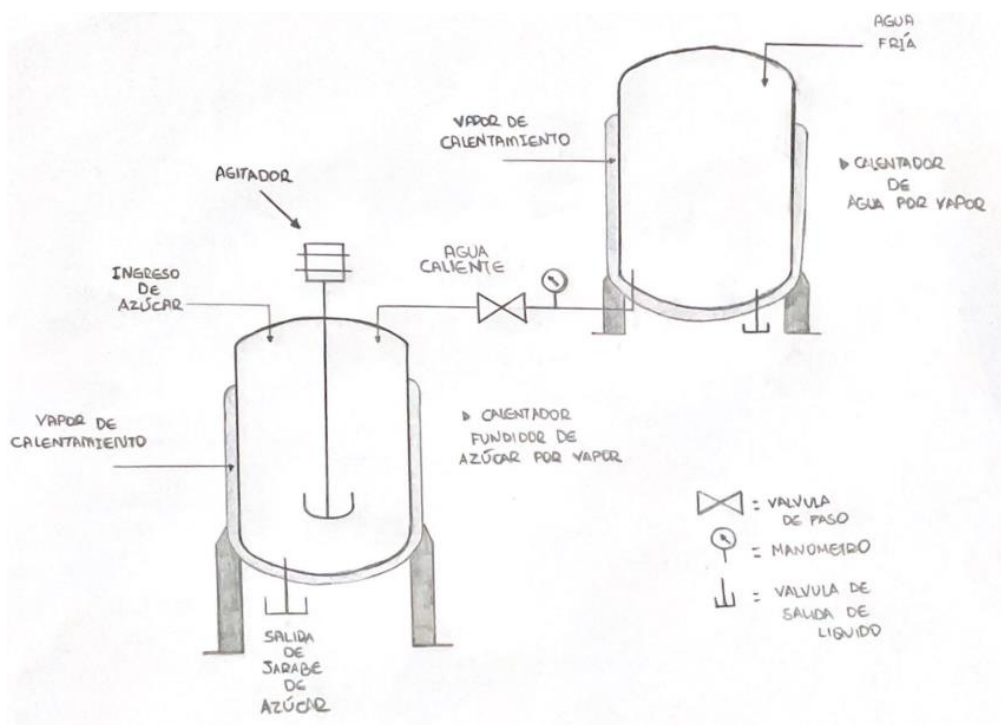 AGUA
FRÍA
VAPOR DE
CALENTAMIENTO
▶ CALENTADOR
DE
AGUA POR VAPOR
AGITADOR
AGUA
CALIENTE
INGRESO
DE
AZÚCAR
VAPOR DE
CALENTAMIENTO
▶ CALENTADOR
FUNDIDOR DE
AZÚCAR POR VAPOR
= VALVULA
DE PASO
= MANÓMETRO
= VALVULA DE
SALIDA DE
LIQUIDO
SALIDA
DE
JARABE
DE
AZÚCAR